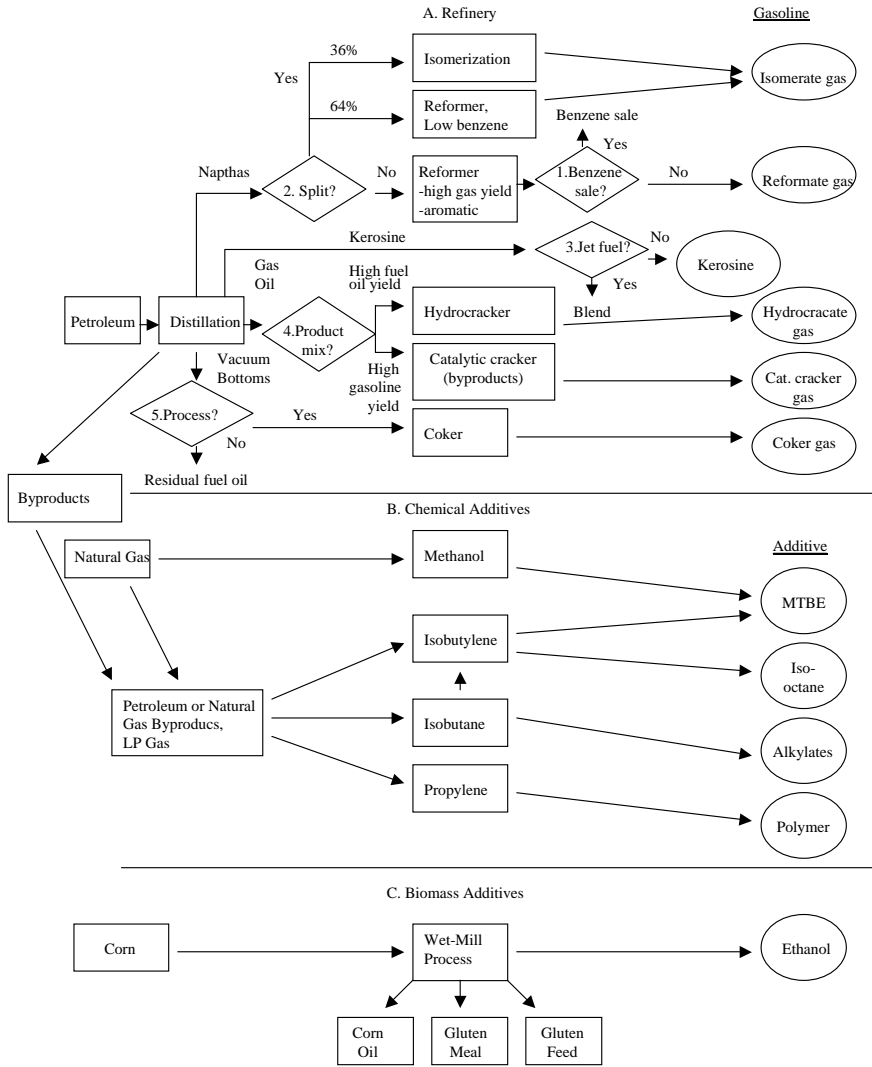 A. Refinery
Gasoline
36%
Isomerization
Yes
Isomerate gas
64%
Reformer,
Low benzene
Benzene sale
Yes
Napthas
2. Split?
No
Reformer
-high gas yield
-aromatic
1.Benzene
sale?
No
Reformate gas
Kerosine
3.Jet fuel?
No
Kerosine
Yes
Blend
Gas
Oil
High fuel
oil yield
Petroleum
Distillation
4.Product
mix?
Hydrocracker
Hydrocracate
gas
Catalytic cracker
(byproducts)
Cat. cracker
gas
Vacuum
Bottoms
High
gasoline
yield
5.Process?
Yes
Coker
Coker gas
No
Residual fuel oil
Byproducts
B. Chemical Additives
Additive
Natural Gas
Methanol
MTBE
Isobutylene
Iso-
octane
Petroleum or Natural
Gas Byproducs,
LP Gas
Isobutane
Alkylates
Propylene
Polymer
C. Biomass Additives
Corn
Wet-Mill
Process
Ethanol
Corn
Oil
Gluten
Meal
Gluten
Feed